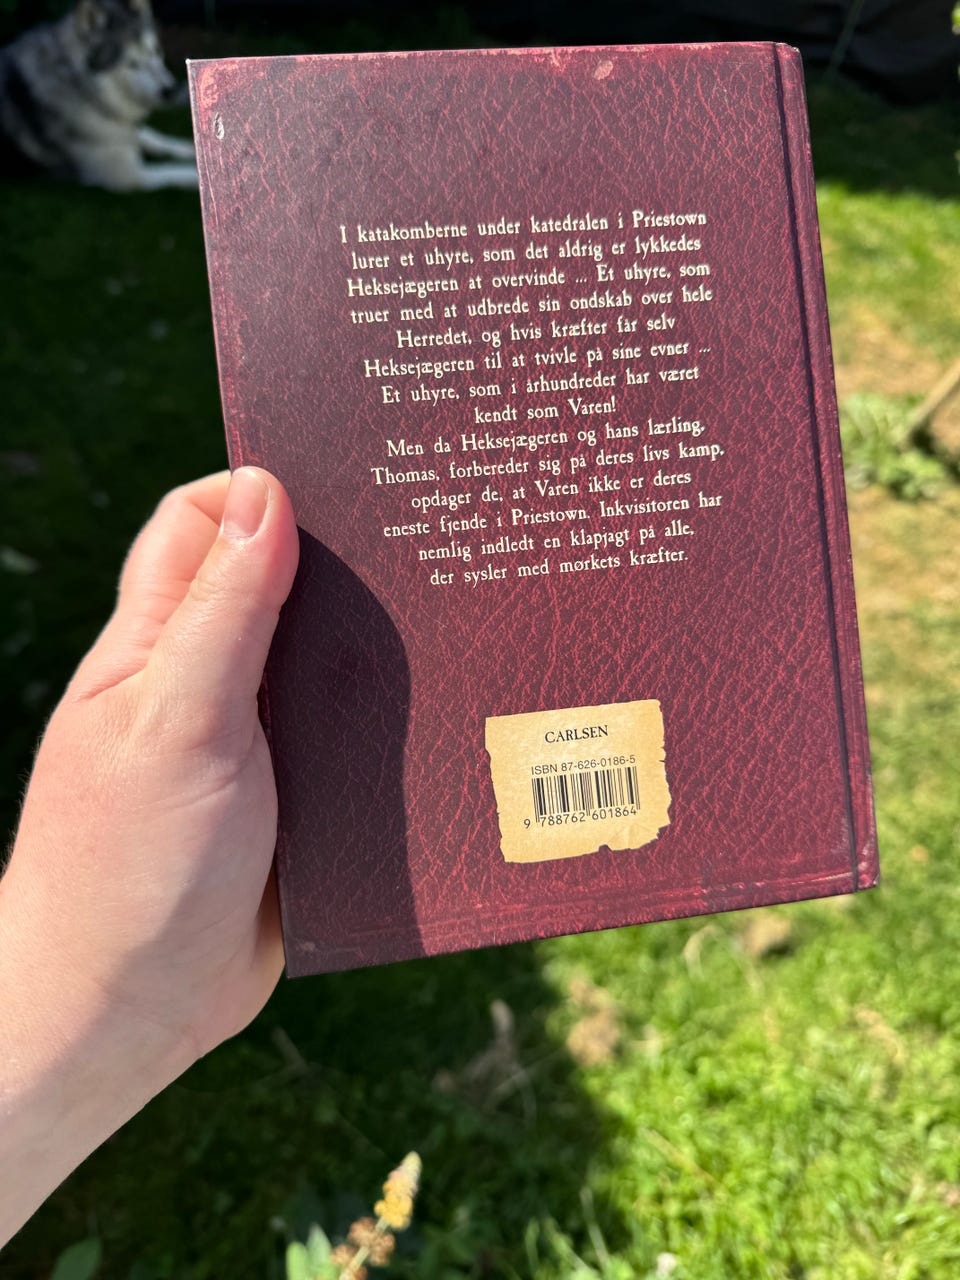 I katakomberne under katedralen i Priestown
lurer et uhyre, som det aldrig er lykkedes
Heksejægeren at overvinde ... Et uhyre, som
truer med at udbrede sin ondskab over hele
Herredet, og hvis kræfter får selv
Heksejægeren til at tvivle på sine evner ...
Et uhyre, som i århundreder har været
kendt som Varen!
Men da Heksejægeren og hans lærling,
Thomas, forbereder sig på deres livs kamp,
opdager de, at Varen ikke er deres
eneste fjende i Priestown. Inkvisitoren har
nemlig indledt en klapjagt på alle,
der sysler med mørkets kræfter.
CARLSEN
ISBN 87-626-0186-5
9 788762 601864